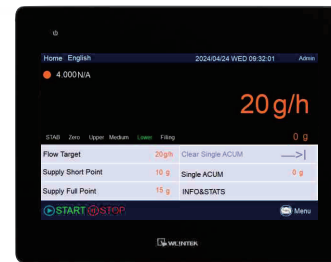 Home English 2024/04/24 WED 09:32:01 Admin
4.000N/A
20g/h
STAB Zero Upper Medium Lower Filling 0 g
Flow Target 20g/h Clear Single ACUM —>|
Supply Short Point 10 g Single ACUM 0 g
Supply Full Point 15 g INFO&STATS
START STOP Menu
WEINTEK